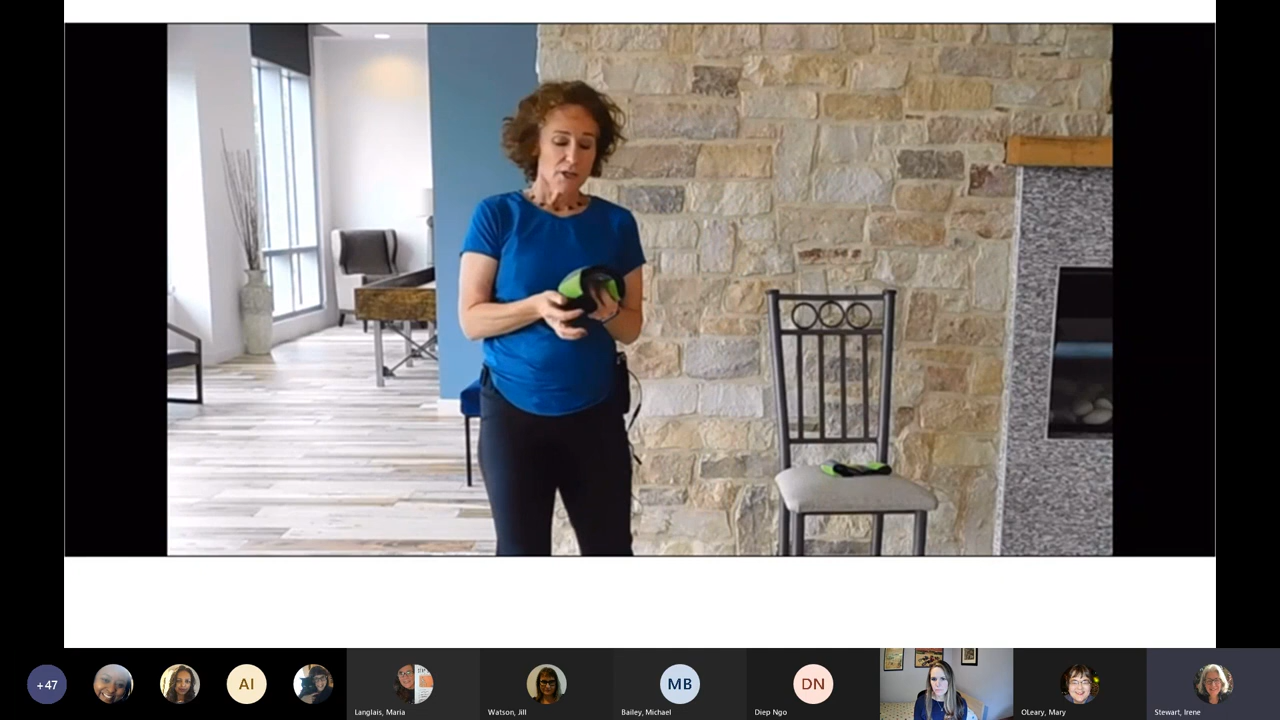 +47
AI
MB
DN
Langlais, Maria
Watson, Jill
Bailey, Michael
Diep Ngo
OLeary, Mary
Stewart, Irene